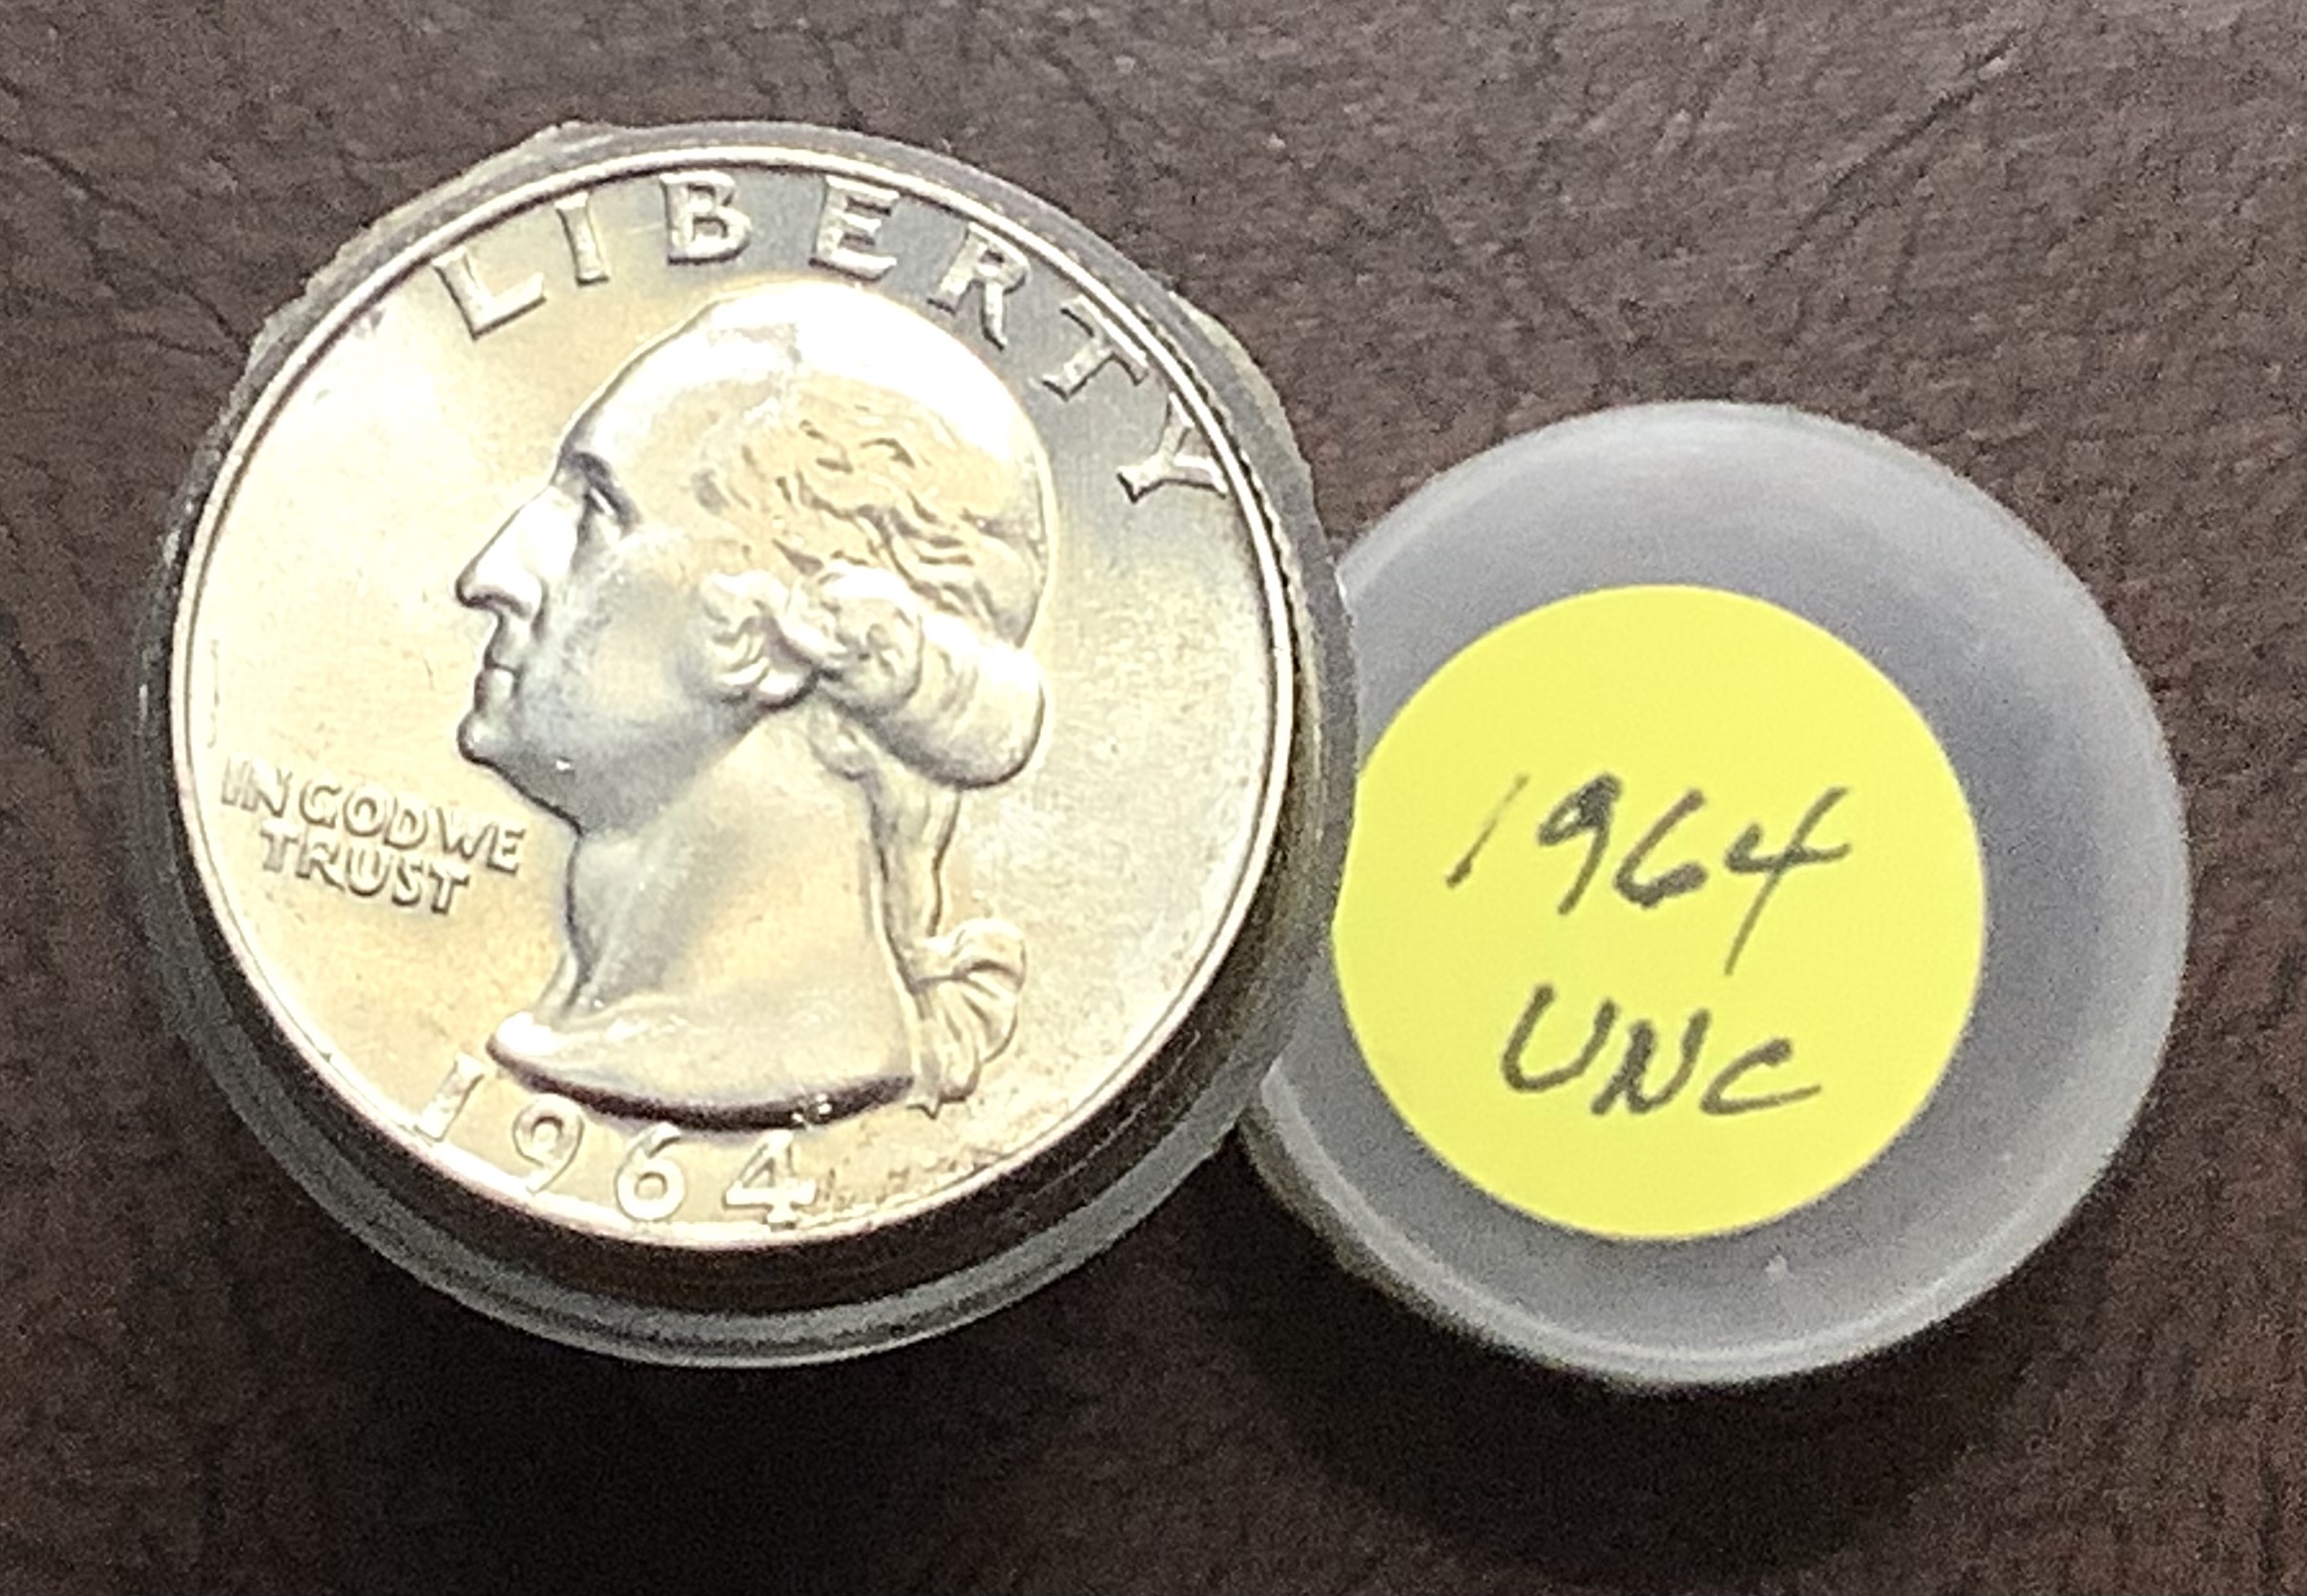 LIBERTY
IN GOD WE
TRUST
1964
1964
UNC